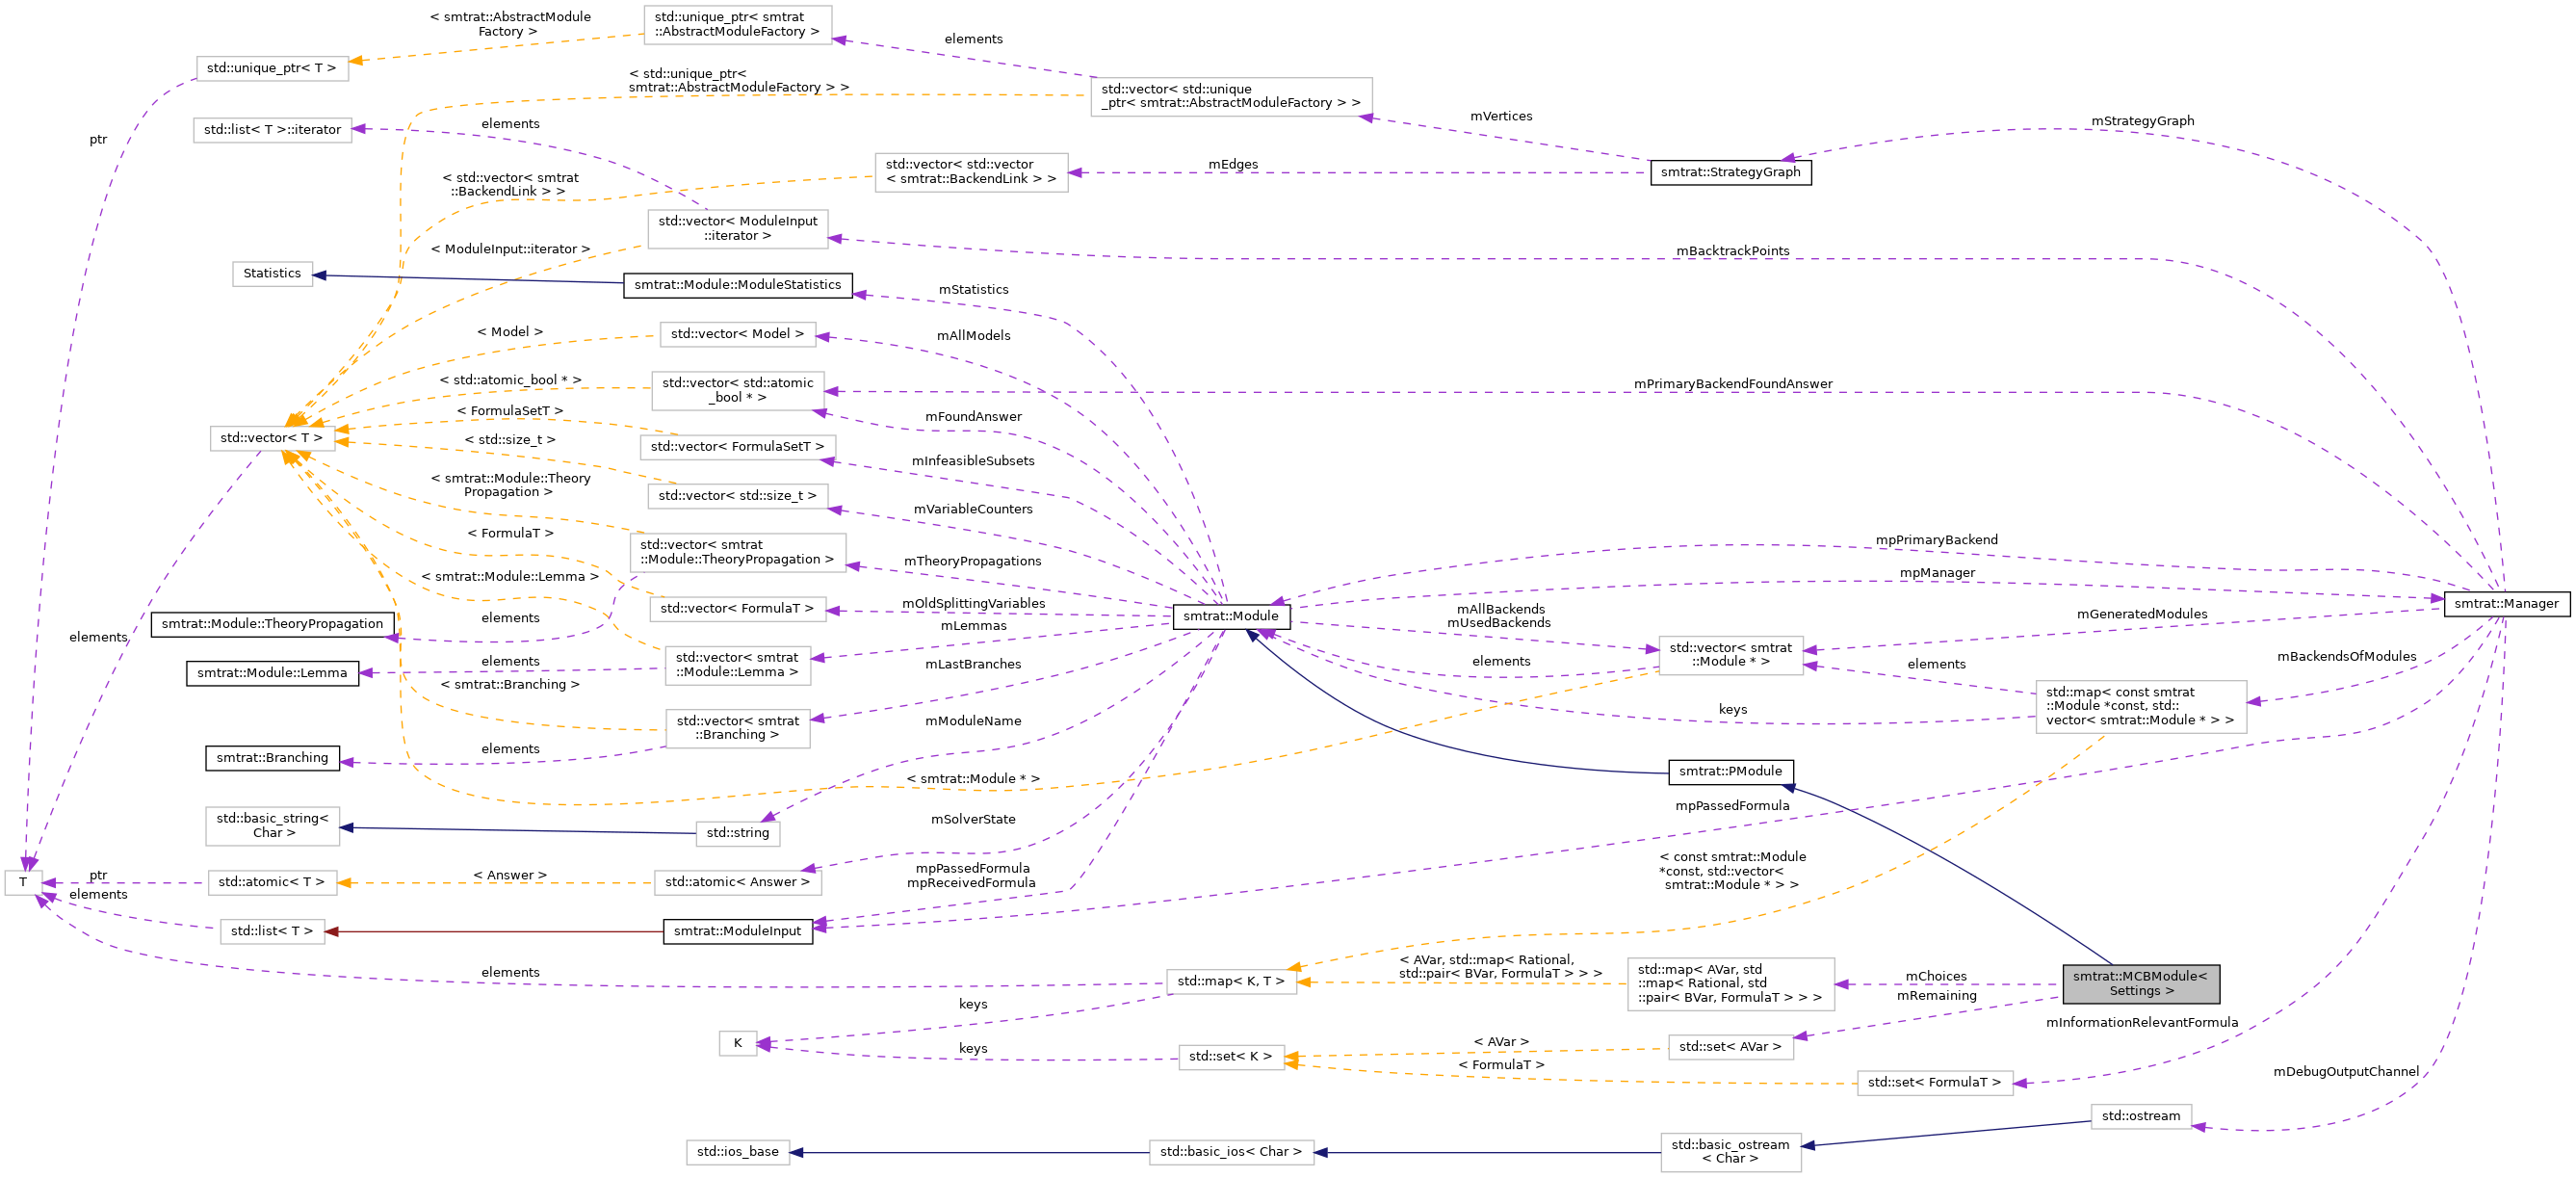 < smtrat::AbstractModule
Factory >
std::unique_ptr< smtrat
::AbstractModuleFactory >
elements
std::unique_ptr< T >
< std::unique_ptr<
smtrat::AbstractModuleFactory > >
std::vector< std::unique
_ptr< smtrat::AbstractModuleFactory > >
mVertices
mStrategyGraph
ptr
std::list< T >::iterator
elements
< std::vector< smtrat
::BackendLink > >
std::vector< std::vector
< smtrat::BackendLink > >
mEdges
smtrat::StrategyGraph
std::vector< ModuleInput
::iterator >
< ModuleInput::iterator >
mBacktrackPoints
Statistics
smtrat::Module::ModuleStatistics
mStatistics
< Model >
std::vector< Model >
mAllModels
< std::atomic_bool * >
std::vector< std::atomic
_bool * >
mPrimaryBackendFoundAnswer
mFoundAnswer
< FormulaSetT >
std::vector< T >
std::vector< FormulaSetT >
< std::size_t >
mInfeasibleSubsets
std::vector< std::size_t >
mVariableCounters
< smtrat::Module::Theory
Propagation >
< FormulaT >
std::vector< smtrat
::Module::TheoryPropagation >
mTheoryPropagations
mpPrimaryBackend
mpManager
< smtrat::Module::Lemma >
std::vector< FormulaT >
mOldSplittingVariables
smtrat::Module
mAllBackends
mUsedBackends
mGeneratedModules
smtrat::Manager
smtrat::Module::TheoryPropagation
elements
elements
mLemmas
std::vector< smtrat
::Module::Lemma >
std::vector< smtrat
::Module * >
elements
elements
mBackendsOfModules
smtrat::Module::Lemma
elements
< smtrat::Branching >
mLastBranches
std::map< const smtrat
::Module *const, std::
vector< smtrat::Module * > >
keys
std::vector< smtrat
::Branching >
mModuleName
smtrat::Branching
elements
< smtrat::Module * >
smtrat::PModule
mpPassedFormula
std::basic_string<
Char >
std::string
mSolverState
T
ptr
std::atomic< T >
< Answer >
std::atomic< Answer >
mpPassedFormula
mpReceivedFormula
< const smtrat::Module
*const, std::vector<
smtrat::Module * > >
elements
std::list< T >
smtrat::ModuleInput
elements
std::map< K, T >
< AVar, std::map< Rational,
std::pair< BVar, FormulaT > > >
std::map< AVar, std
::map< Rational, std
::pair< BVar, FormulaT > > >
mChoices
mRemaining
smtrat::MCBModule<
Settings >
keys
K
keys
std::set< K >
< AVar >
std::set< AVar >
mInformationRelevantFormula
< FormulaT >
std::set< FormulaT >
mDebugOutputChannel
std::ostream
std::ios_base
std::basic_ios< Char >
std::basic_ostream
< Char >